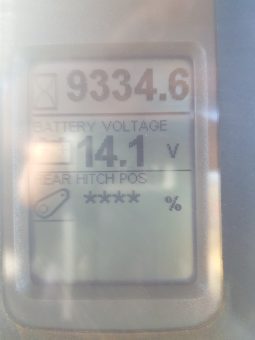 9334.6
BATTERY VOLTAGE
14.1 V
REAR HITCH POS
**** %